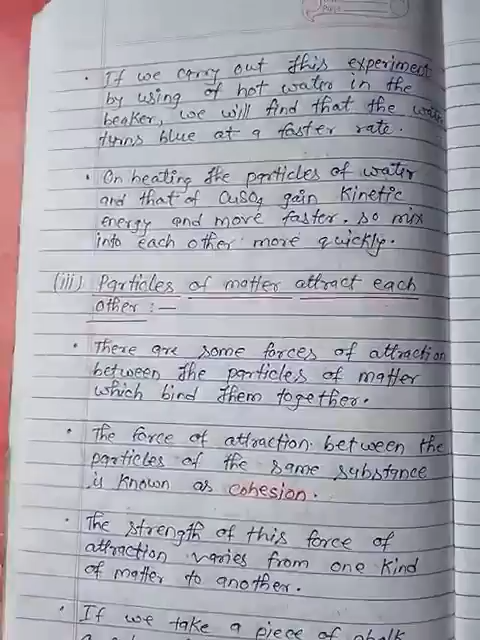 • If we carry out this experiment
by using of hot water in the
beaker, we will find that the water
turns blue at a faster rate.
• On heating the particles of water
and that of CuSO4 gain Kinetic
energy and move faster. so mix
into each other more quickly.
(iii) Particles of matter attract each
other :—
• There are some forces of attraction
between the particles of matter
which bind them together.
• The force of attraction between the
particles of the same substance
is known as cohesion.
• The strength of this force of
attraction varies from one kind
of matter to another.
• If we take a piece of chalk